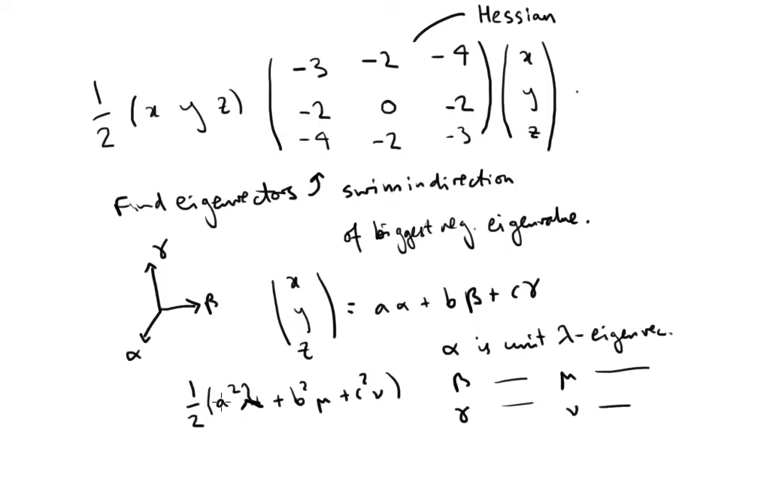 Hessian
1/2 (x y z) ( -3 -2 -4 ) ( x )
( -2 0 -2 ) ( y )
( -4 -2 -3 ) ( z )
Find eigenvectors ↑ swim in direction
of biggest neg. eigenvalue.
γ
β
α
( x y z ) = aα + bβ + cγ
α is unit λ-eigenvec.
β — μ —
γ — ν —
1/2 (a²λ + b²μ + c²ν)